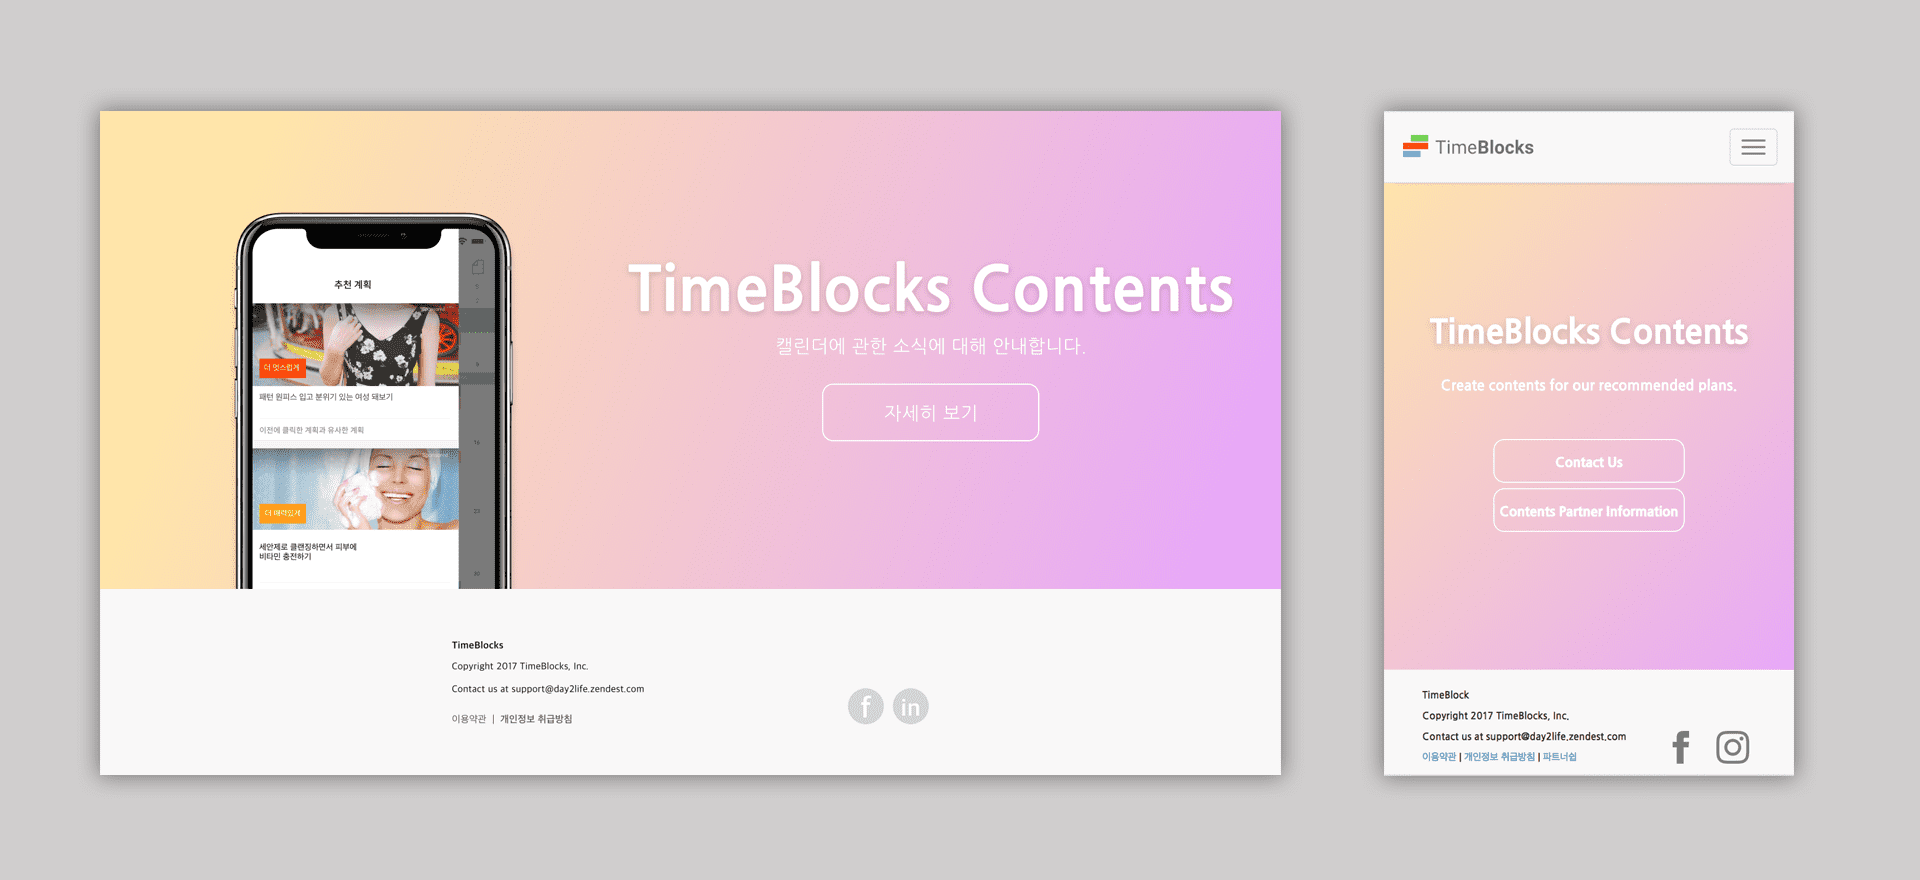 추천 계획
더 멋스럽게
패턴 원피스 입고 분위기 있는 여성 돼보기
이전에 클릭한 계획과 유사한 계획
더 매력있게
세안제로 클랜징하면서 피부에
비타민 충전하기
9
16
23
30
TimeBlocks Contents
캘린더에 관한 소식에 대해 안내합니다.
자세히 보기
TimeBlocks
Copyright 2017 TimeBlocks, Inc.
Contact us at support@day2life.zendest.com
이용약관 | 개인정보 취급방침
f in
TimeBlocks
TimeBlocks Contents
Create contents for our recommended plans.
Contact Us
Contents Partner Information
TimeBlock
Copyright 2017 TimeBlocks, Inc.
Contact us at support@day2life.zendest.com
이용약관 | 개인정보 취급방침 | 파트너쉽
f